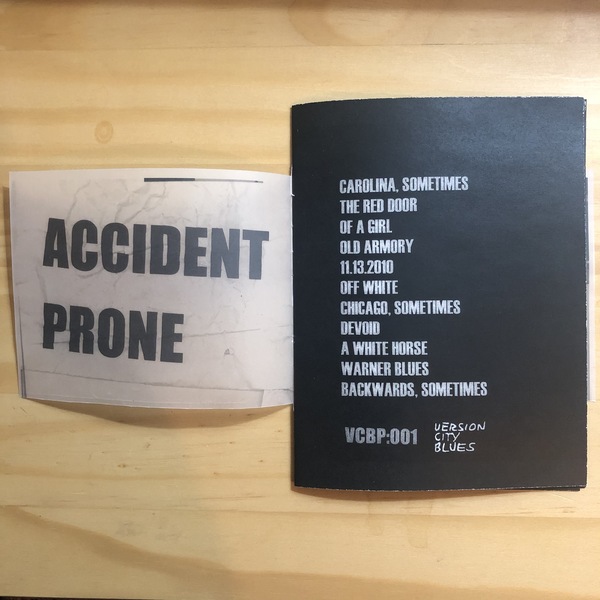 ACCIDENT
PRONE
CAROLINA, SOMETIMES
THE RED DOOR
OF A GIRL
OLD ARMORY
11.13.2010
OFF WHITE
CHICAGO, SOMETIMES
DEVOID
A WHITE HORSE
WARNER BLUES
BACKWARDS, SOMETIMES
VCBP:001
VERSION
CITY
BLUES